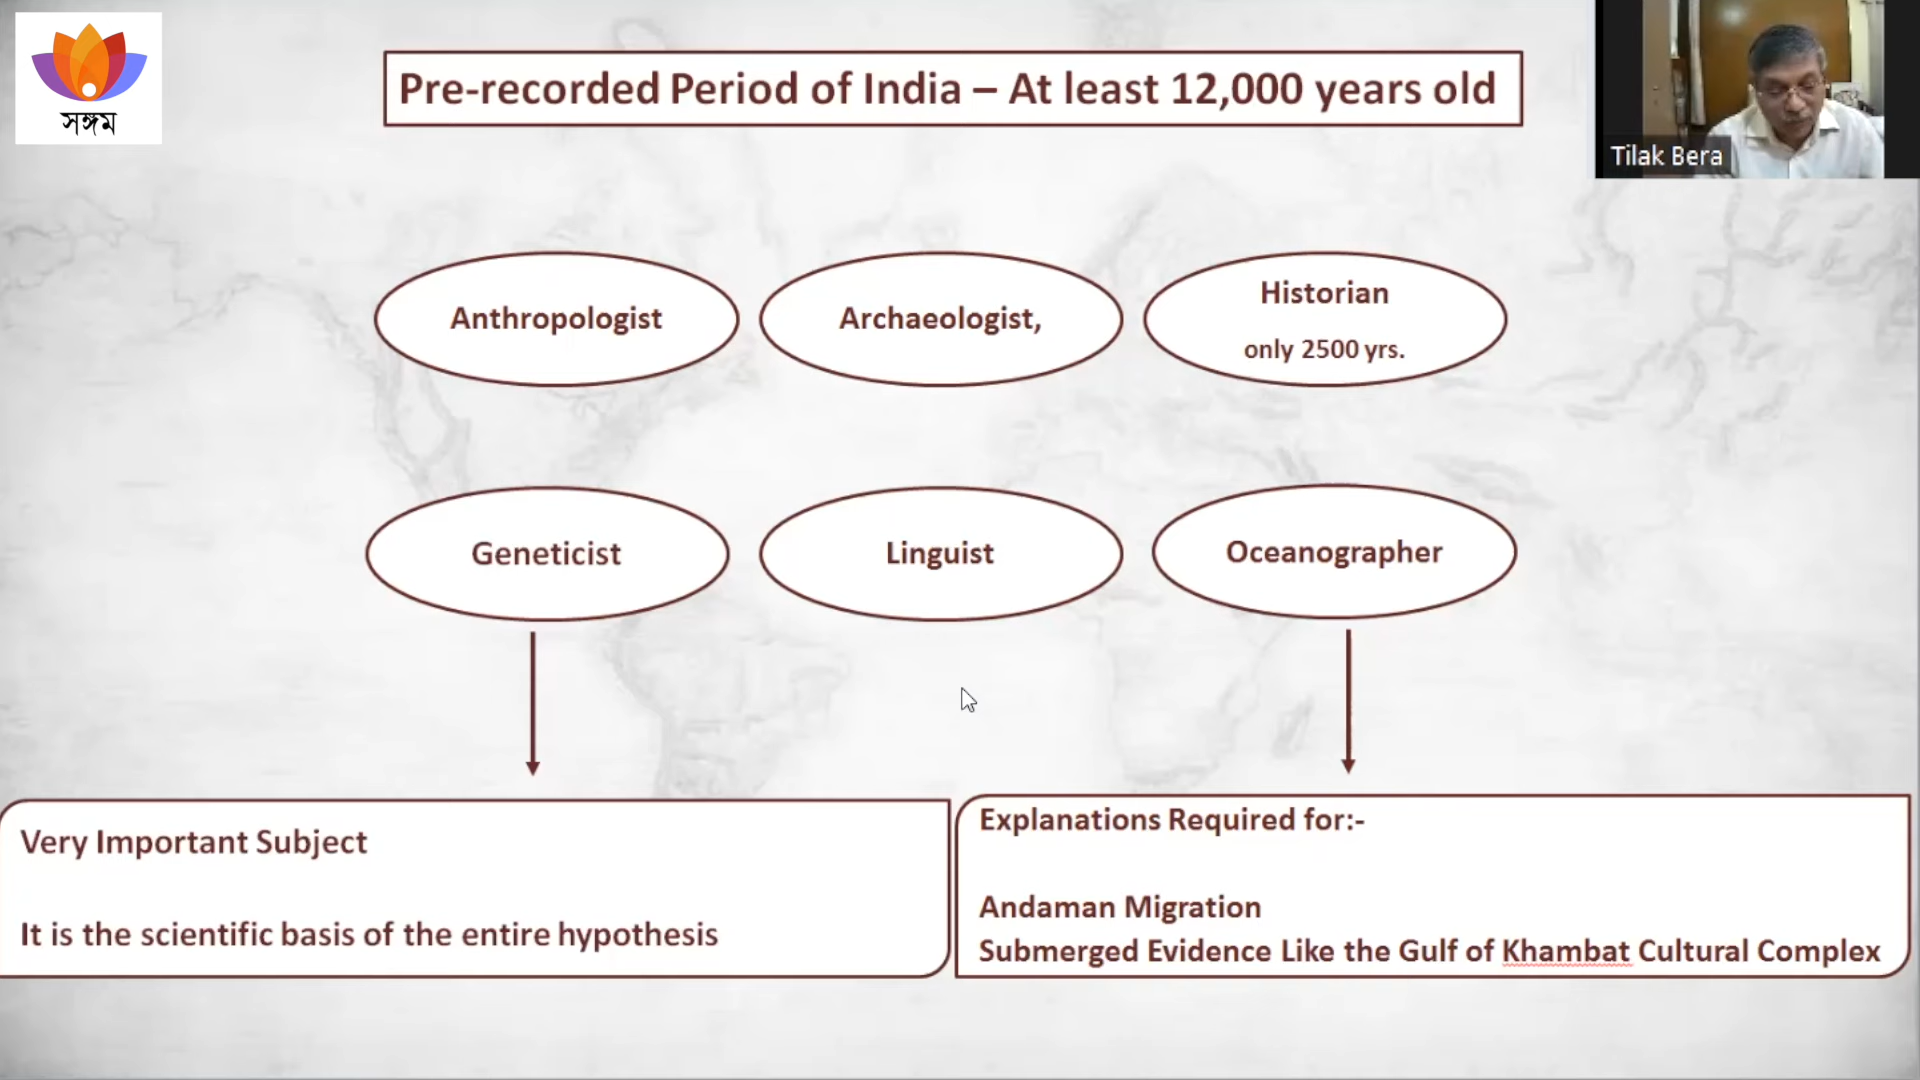 সঙ্গম
Pre-recorded Period of India – At least 12,000 years old
Tilak Bera
Anthropologist
Archaeologist,
Historian
only 2500 yrs.
Geneticist
Linguist
Oceanographer
Very Important Subject
It is the scientific basis of the entire hypothesis
Explanations Required for:-
Andaman Migration
Submerged Evidence Like the Gulf of Khambat Cultural Complex